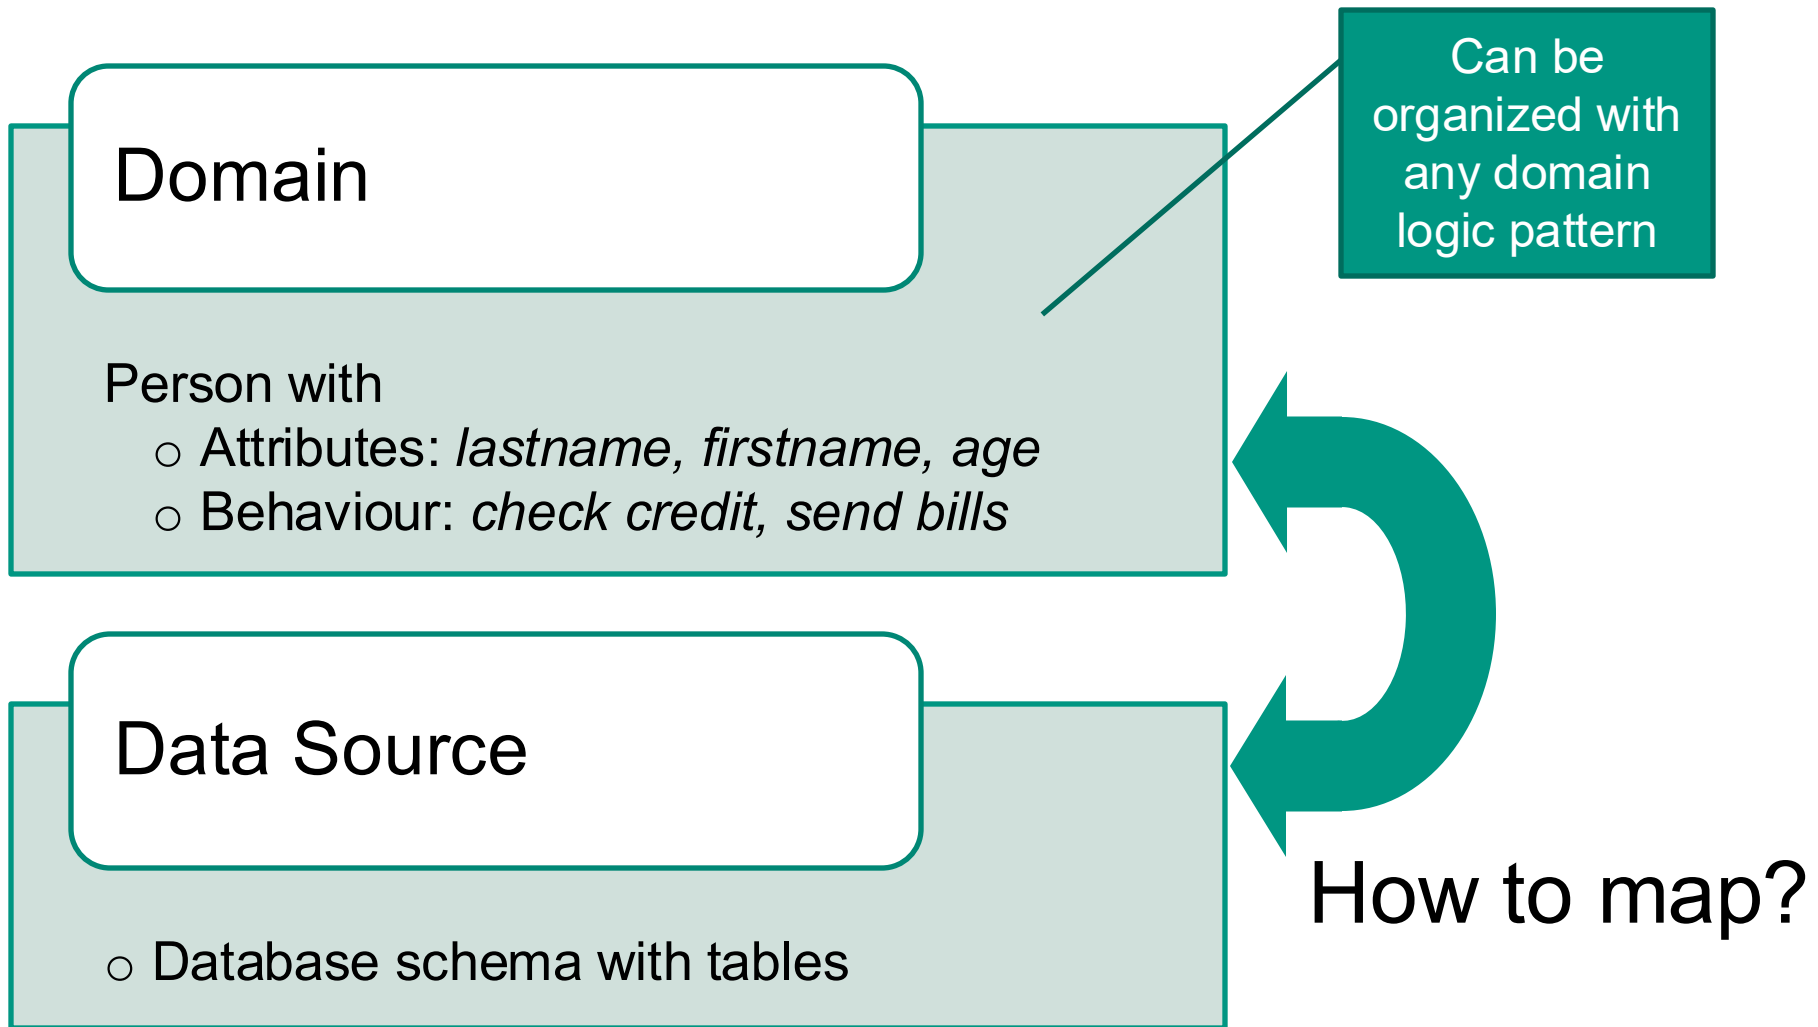 Can be
organized with
any domain
logic pattern
Domain
Person with
o Attributes: lastname, firstname, age
o Behaviour: check credit, send bills
Data Source
o Database schema with tables
How to map?